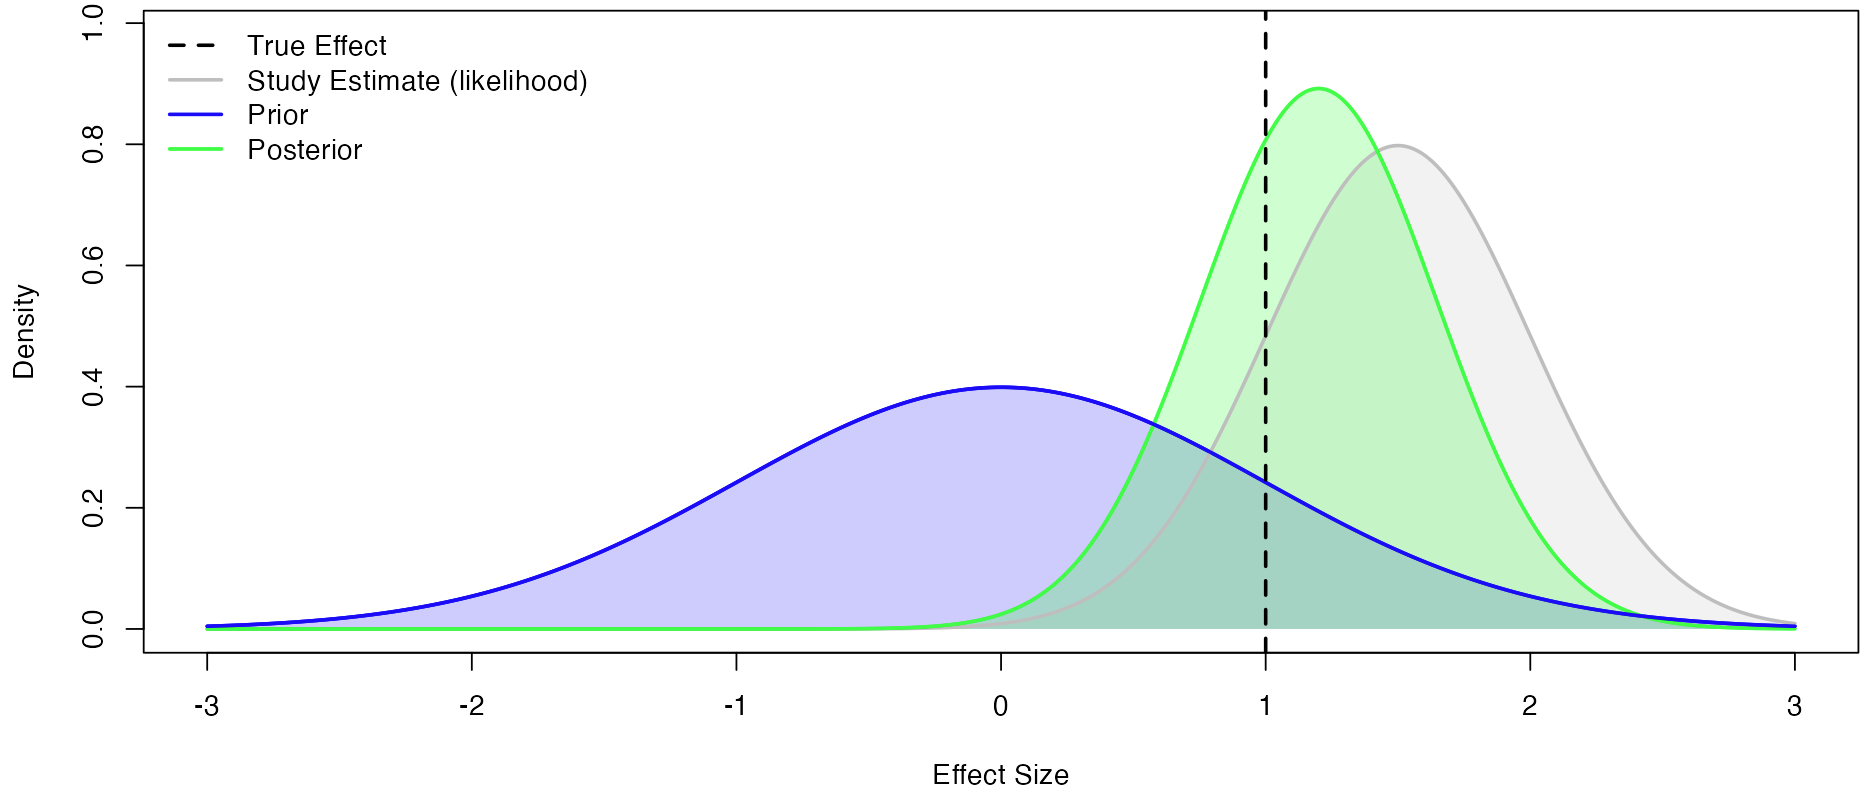 True Effect
Study Estimate (likelihood)
Prior
Posterior
Density
1.0
0.8
0.6
0.4
0.2
0.0
-3 -2 -1 0 1 2 3
Effect Size